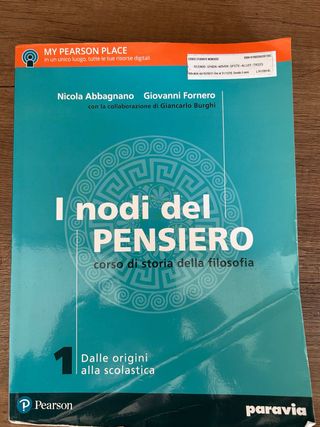 MY PEARSON PLACE
in un unico luogo, tutte le tue risorse digitali
Nicola Abbagnano Giovanni Fornero
con la collaborazione di Giancarlo Burghi
I nodi del
PENSIERO
corso di storia della filosofia
1 Dalle origini
alla scolastica
Pearson
paravia